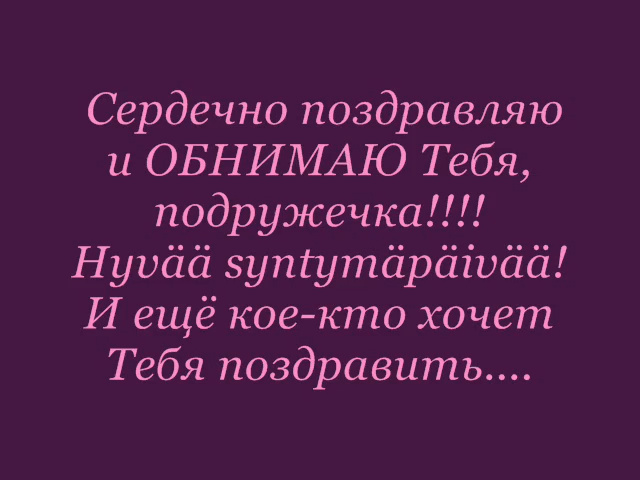 Сердечно поздравляю
и ОБНИМАЮ Тебя,
подружечка!!!!
Hyvää syntymäpäivää!
И ещё кое-кто хочет
Тебя поздравить....